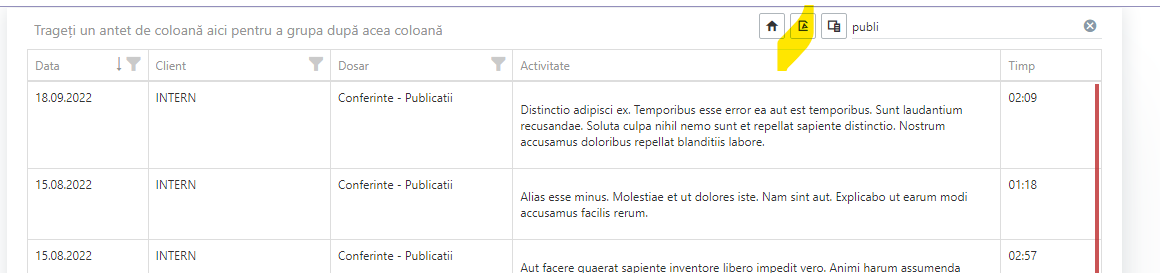 Trageți un antet de coloană aici pentru a grupa după acea coloană
publi
Data Client Dosar Activitate Timp
18.09.2022 INTERN Conferinte - Publicatii Distinctio adipisci ex. Temporibus esse error ea aut est temporibus. Sunt laudantium
recusandae. Soluta culpa nihil nemo sunt et repellat sapiente distinctio. Nostrum
accusamus doloribus repellat blanditiis labore. 02:09
15.08.2022 INTERN Conferinte - Publicatii Alias esse minus. Molestiae et ut dolores iste. Nam sint aut. Explicabo ut earum modi
accusamus facilis rerum. 01:18
15.08.2022 INTERN Conferinte - Publicatii Aut facere quaerat sapiente inventore libero impedit vero. Animi harum assumenda 02:57